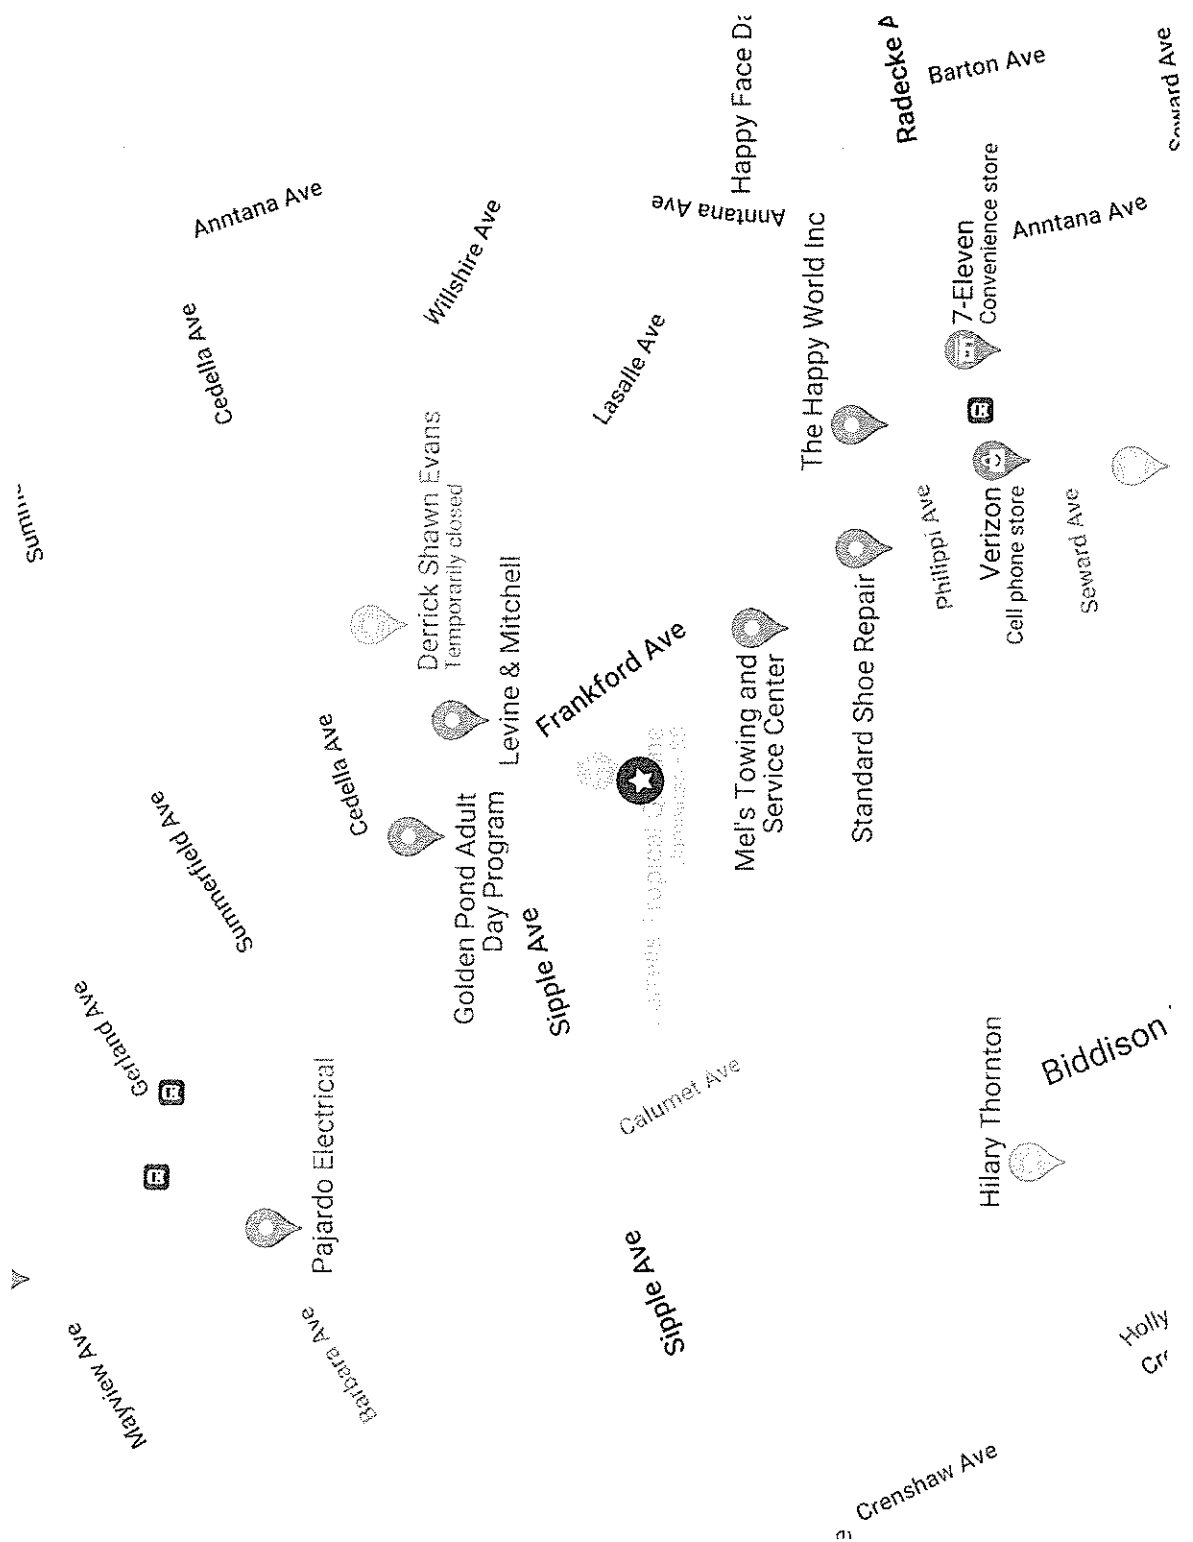 Mayview Ave
Gerland Ave
Summerfield Ave
Cedella Ave
Anntana Ave
Barbara Ave
Pajardo Electrical
Cedella Ave
Derrick Shawn Evans
Temporarily closed
Willshire Ave
Golden Pond Adult
Day Program
Levine & Mitchell
Sipple Ave
Frankford Ave
Lasalle Ave
Sipple Ave
Calumet Ave
Tropical
Anntana Ave
Happy Face Da
Mel's Towing and
Service Center
The Happy World Inc
Standard Shoe Repair
Radecke A
Crenshaw Ave
Philippi Ave
Barton Ave
7-Eleven
Convenience store
Hilary Thornton
Verizon
Cell phone store
Anntana Ave
Biddison
Seward Ave
Holly
Seward Ave